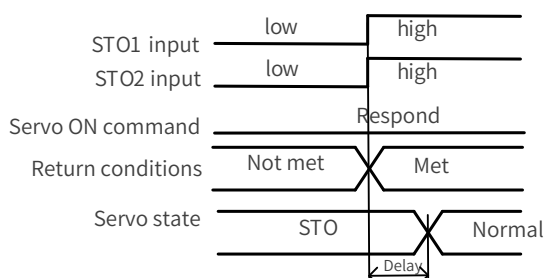 low high
STO1 input
low high
STO2 input
Respond
Servo ON command
Return conditions Not met Met
Servo state STO Normal
Delay